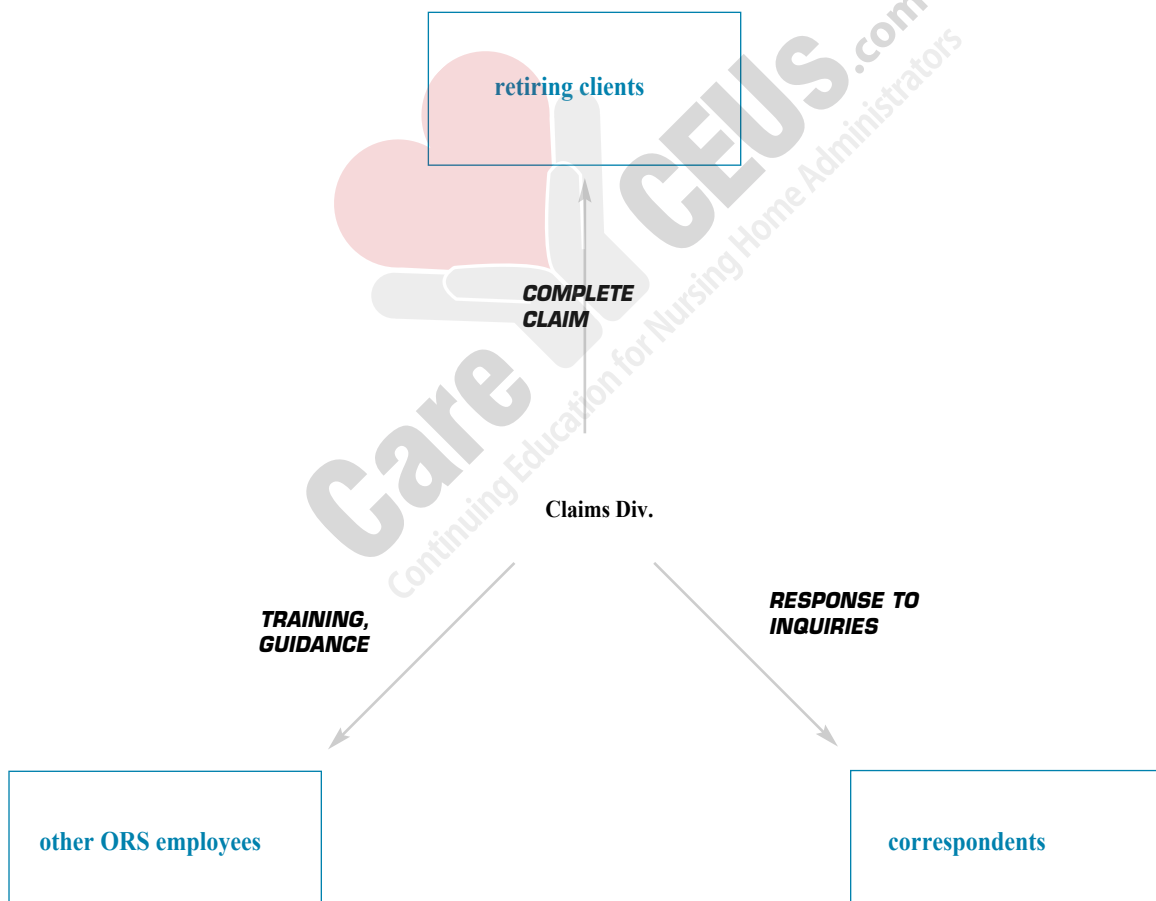 retiring clients
COMPLETE
CLAIM
Care CEUs.com
Continuing Education for Nursing Home Administrators
Claims Div.
TRAINING,
GUIDANCE
RESPONSE TO
INQUIRIES
other ORS employees
correspondents